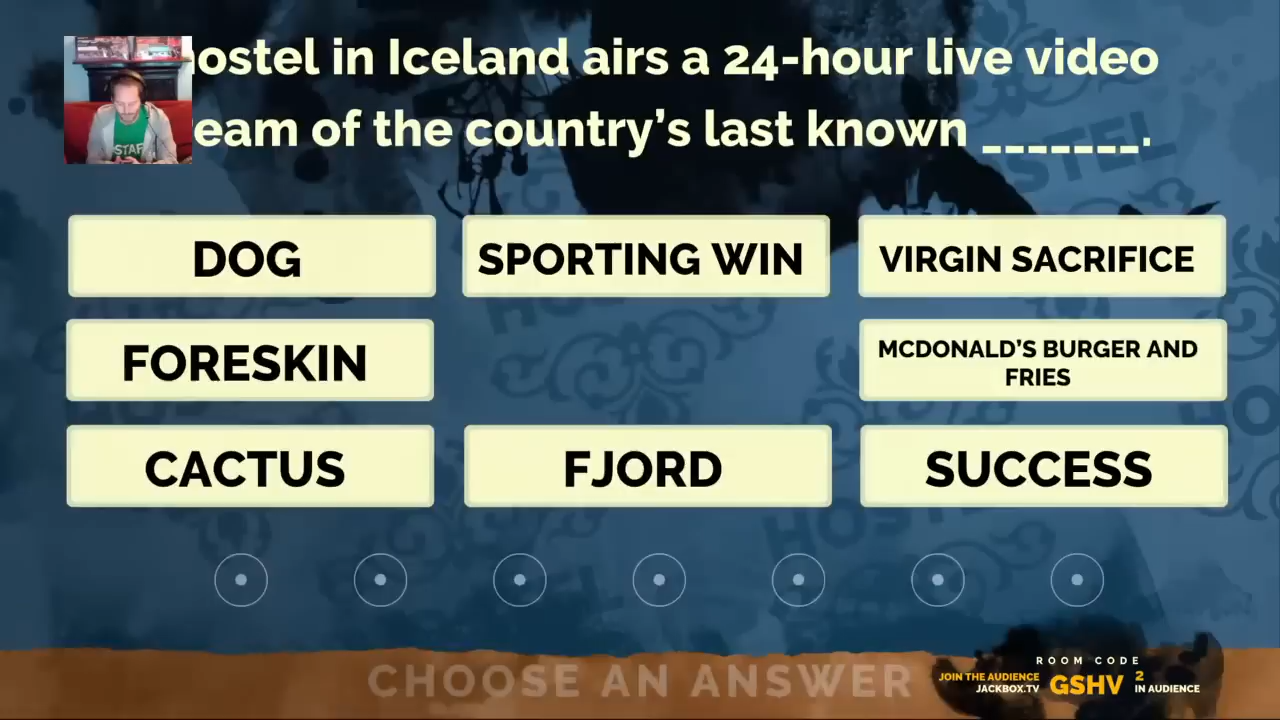 ostel in Iceland airs a 24-hour live video
eam of the country's last known _______.
DOG
SPORTING WIN
VIRGIN SACRIFICE
FORESKIN
MCDONALD'S BURGER AND
FRIES
CACTUS
FJORD
SUCCESS
CHOOSE AN ANSWER
ROOM CODE
JOIN THE AUDIENCE
JACKBOX.TV
GSHV
2
IN AUDIENCE
STAFF
HOSTEL